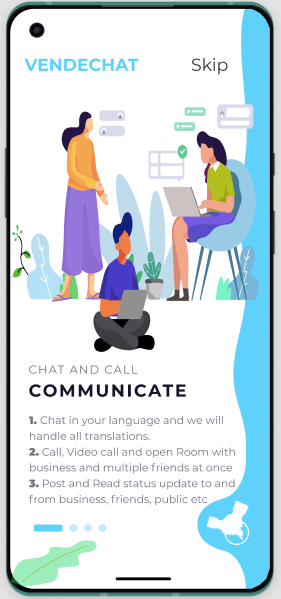 VENDECHAT
Skip
CHAT AND CALL
COMMUNICATE
1. Chat in your language and we will
handle all translations.
2. Call, Video call and open Room with
business and multiple friends at once
3. Post and Read status update to and
from business, friends, public etc